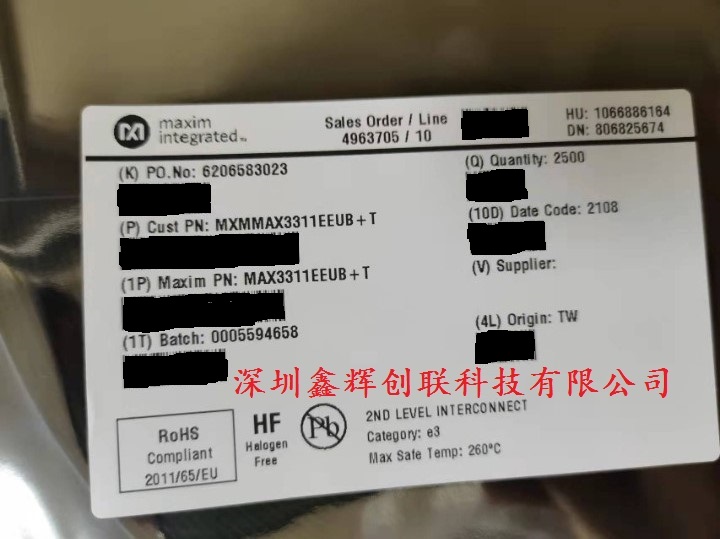 maxim
integrated™
Sales Order / Line
4963705 / 10
HU: 1066886164
DN: 806825674
(K) PO.No: 6206583023
(Q) Quantity: 2500
(P) Cust PN: MXMMAX3311EEUB+T
(10D) Date Code: 2108
(1P) Maxim PN: MAX3311EEUB+T
(V) Supplier:
(1T) Batch: 0005594658
(4L) Origin: TW
深圳鑫辉创联科技有限公司
RoHS
Compliant
2011/65/EU
HF
Halogen
Free
Pb
2ND LEVEL INTERCONNECT
Category: e3
Max Safe Temp: 260ºC